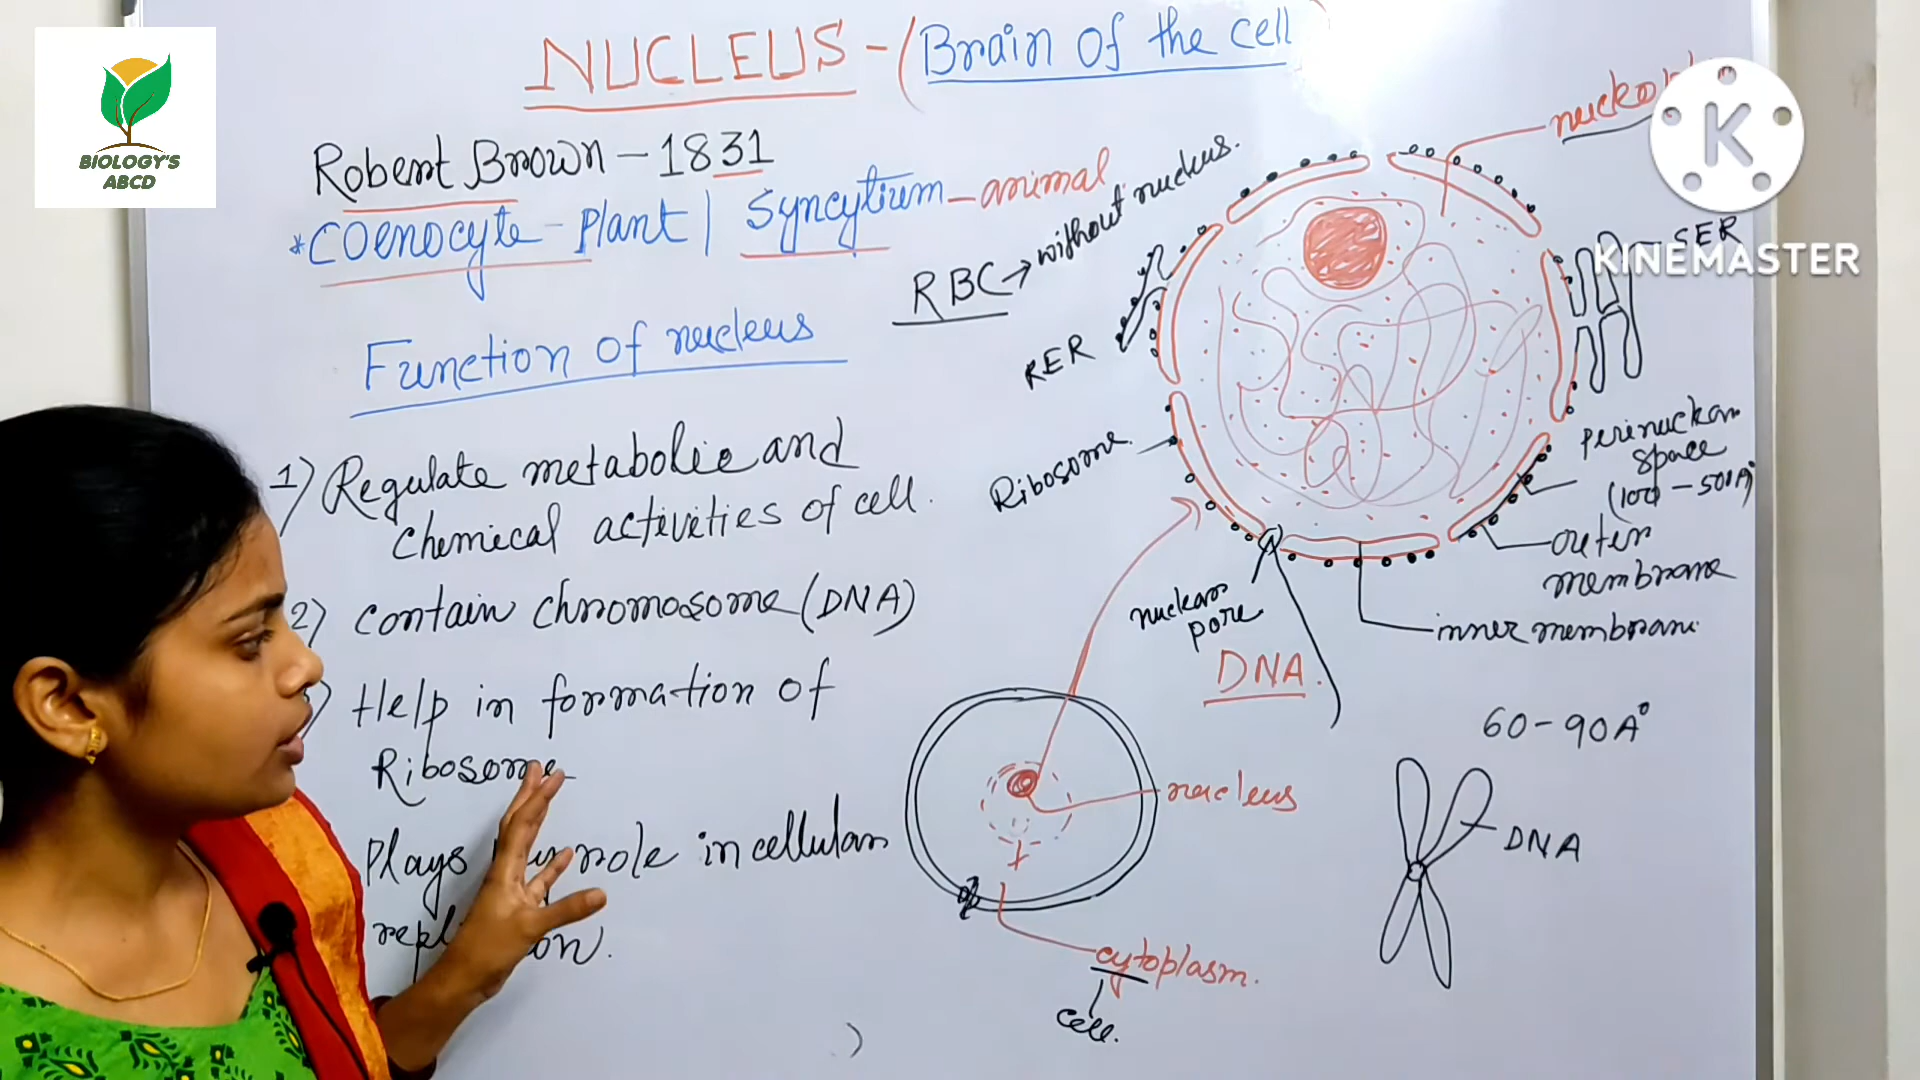 BIOLOGY'S
ABCD
NUCLEUS - (Brain of the cell)
Robert Brown - 1831
*Coenocyte - Plant | Syncytium - animal
RBC → without nucleus.
Function of nucleus
1) Regulate metabolic and
chemical activities of cell.
2) contain chromosome (DNA)
) Help in formation of
Ribosome
Plays role in cellular
on.
K
KINEMASTER
SER
RER
Ribosome.
perinuclear
space
(100 - 500A°
outer
membrane
inner membrane
nuclear
pore
DNA.
60-90A°
nucleus
DNA
cytoplasm.
cell.